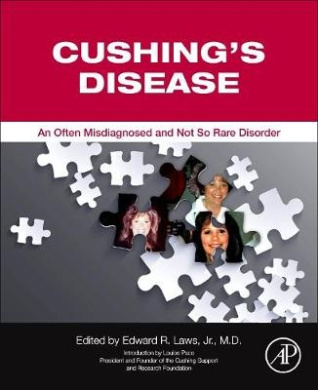 CUSHING'S
DISEASE
An Often Misdiagnosed and Not So Rare Disorder
Edited by Edward R. Laws, Jr., M.D.
Introduction by Louise Pace
President and Founder of the Cushing Support
and Research Foundation
AP